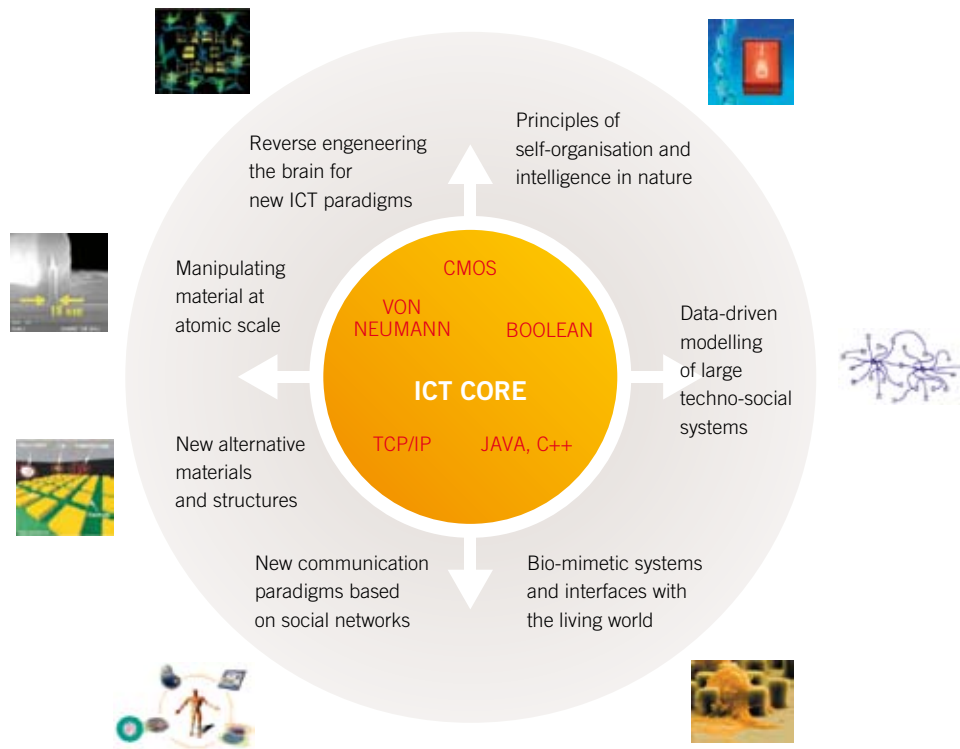 Reverse engeneering
the brain for
new ICT paradigms
Principles of
self-organisation and
intelligence in nature
Manipulating
material at
atomic scale
CMOS
VON
NEUMANN
BOOLEAN
ICT CORE
TCP/IP
JAVA, C++
Data-driven
modelling
of large
techno-social
systems
New alternative
materials
and structures
New communication
paradigms based
on social networks
Bio-mimetic systems
and interfaces with
the living world